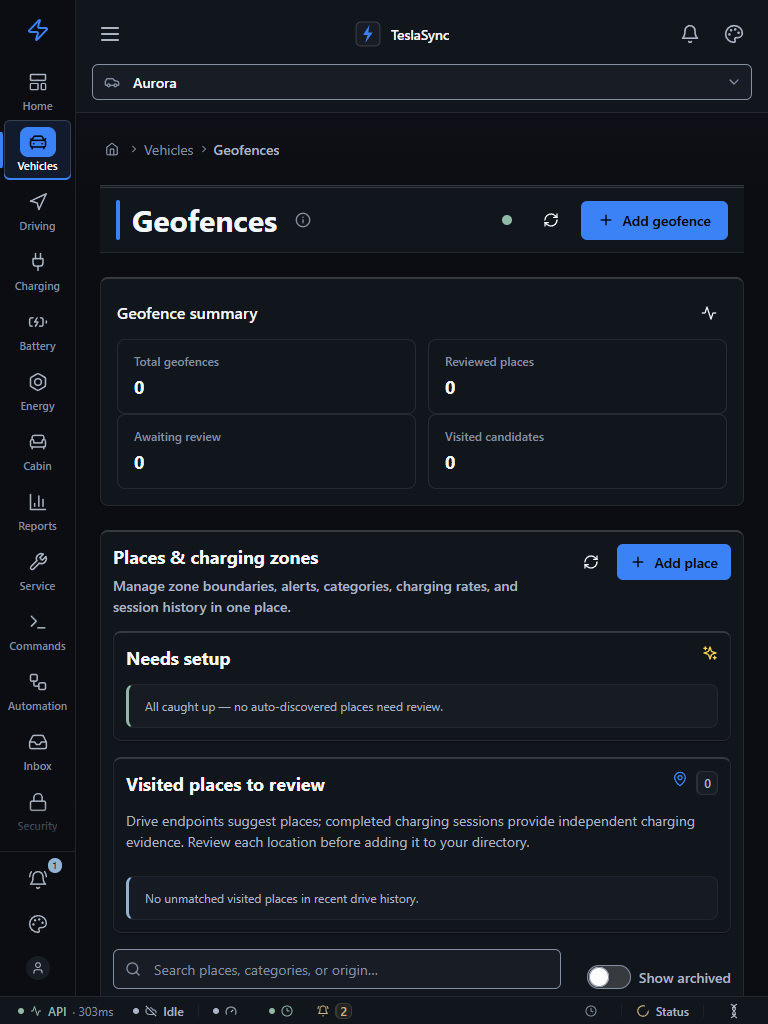 TeslaSync
Aurora
Home
Vehicles
Driving
Charging
Battery
Energy
Cabin
Reports
Service
Commands
Automation
Inbox
Security
1
Vehicles
Geofences
Geofences
Add geofence
Geofence summary
Total geofences
0
Reviewed places
0
Awaiting review
0
Visited candidates
0
Places & charging zones
Add place
Manage zone boundaries, alerts, categories, charging rates, and
session history in one place.
Needs setup
All caught up — no auto-discovered places need review.
Visited places to review
0
Drive endpoints suggest places; completed charging sessions provide independent charging
evidence. Review each location before adding it to your directory.
No unmatched visited places in recent drive history.
Search places, categories, or origin...
Show archived
API · 303ms
Idle
2
Status